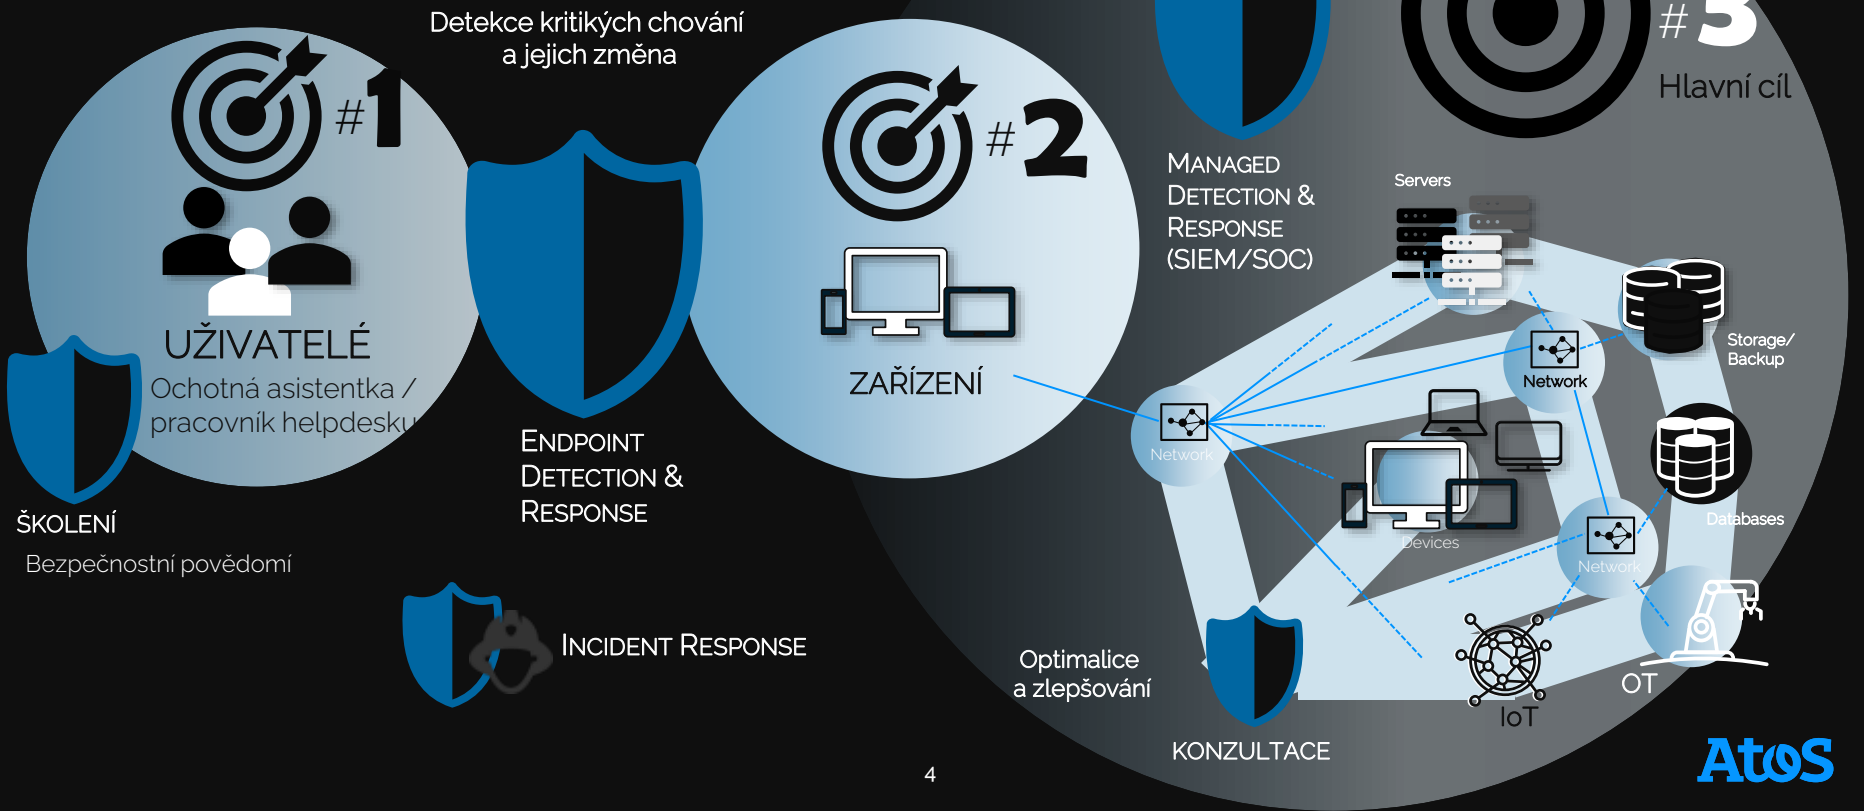 Detekce kritikých chování
a jejich změna
#1
UŽIVATELÉ
Ochotná asistentka /
pracovník helpdesku
ŠKOLENÍ
Bezpečnostní povědomí
ENDPOINT
DETECTION &
RESPONSE
INCIDENT RESPONSE
#2
ZAŘÍZENÍ
#3
Hlavní cíl
MANAGED
DETECTION &
RESPONSE
(SIEM/SOC)
Servers
Storage/
Backup
Network
Network
Databases
Devices
Network
OT
IoT
Optimalice
a zlepšování
KONZULTACE
4
Atos